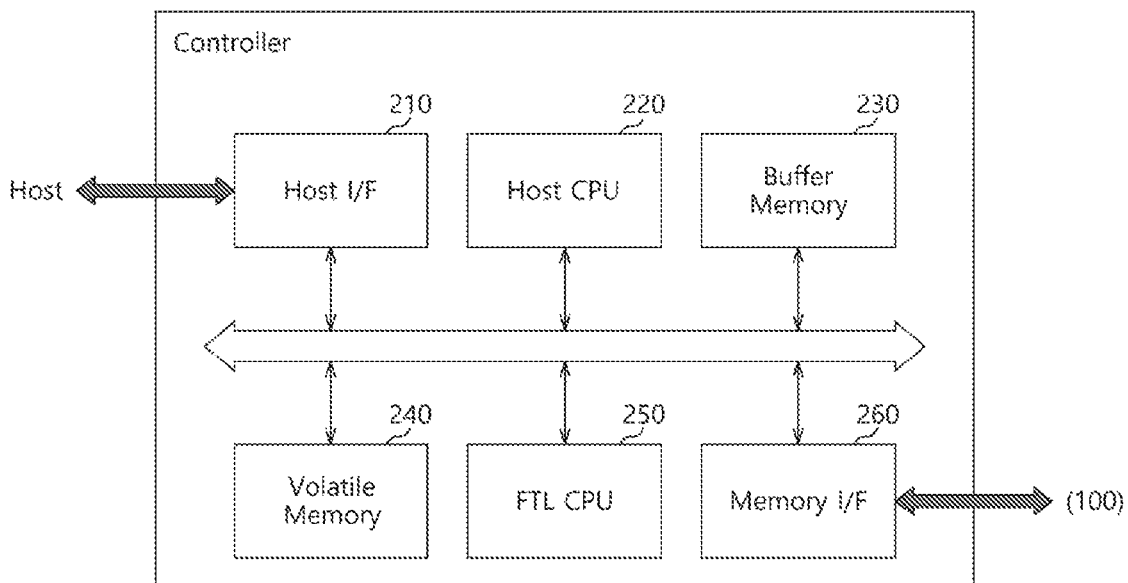 Controller
210
220
230
Host
Host I/F
Host CPU
Buffer
Memory
240
250
260
Volatile
Memory
FTL CPU
Memory I/F
(100)